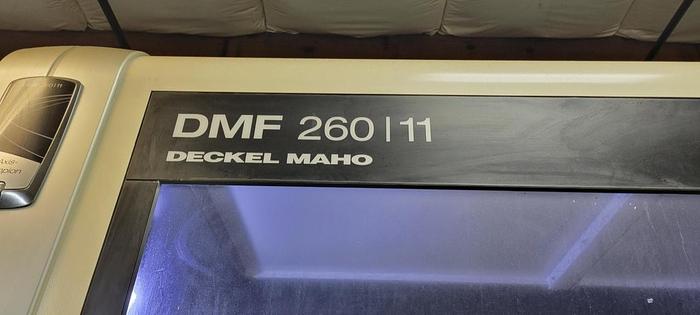 DMF 260 | 11
DECKEL MAHO